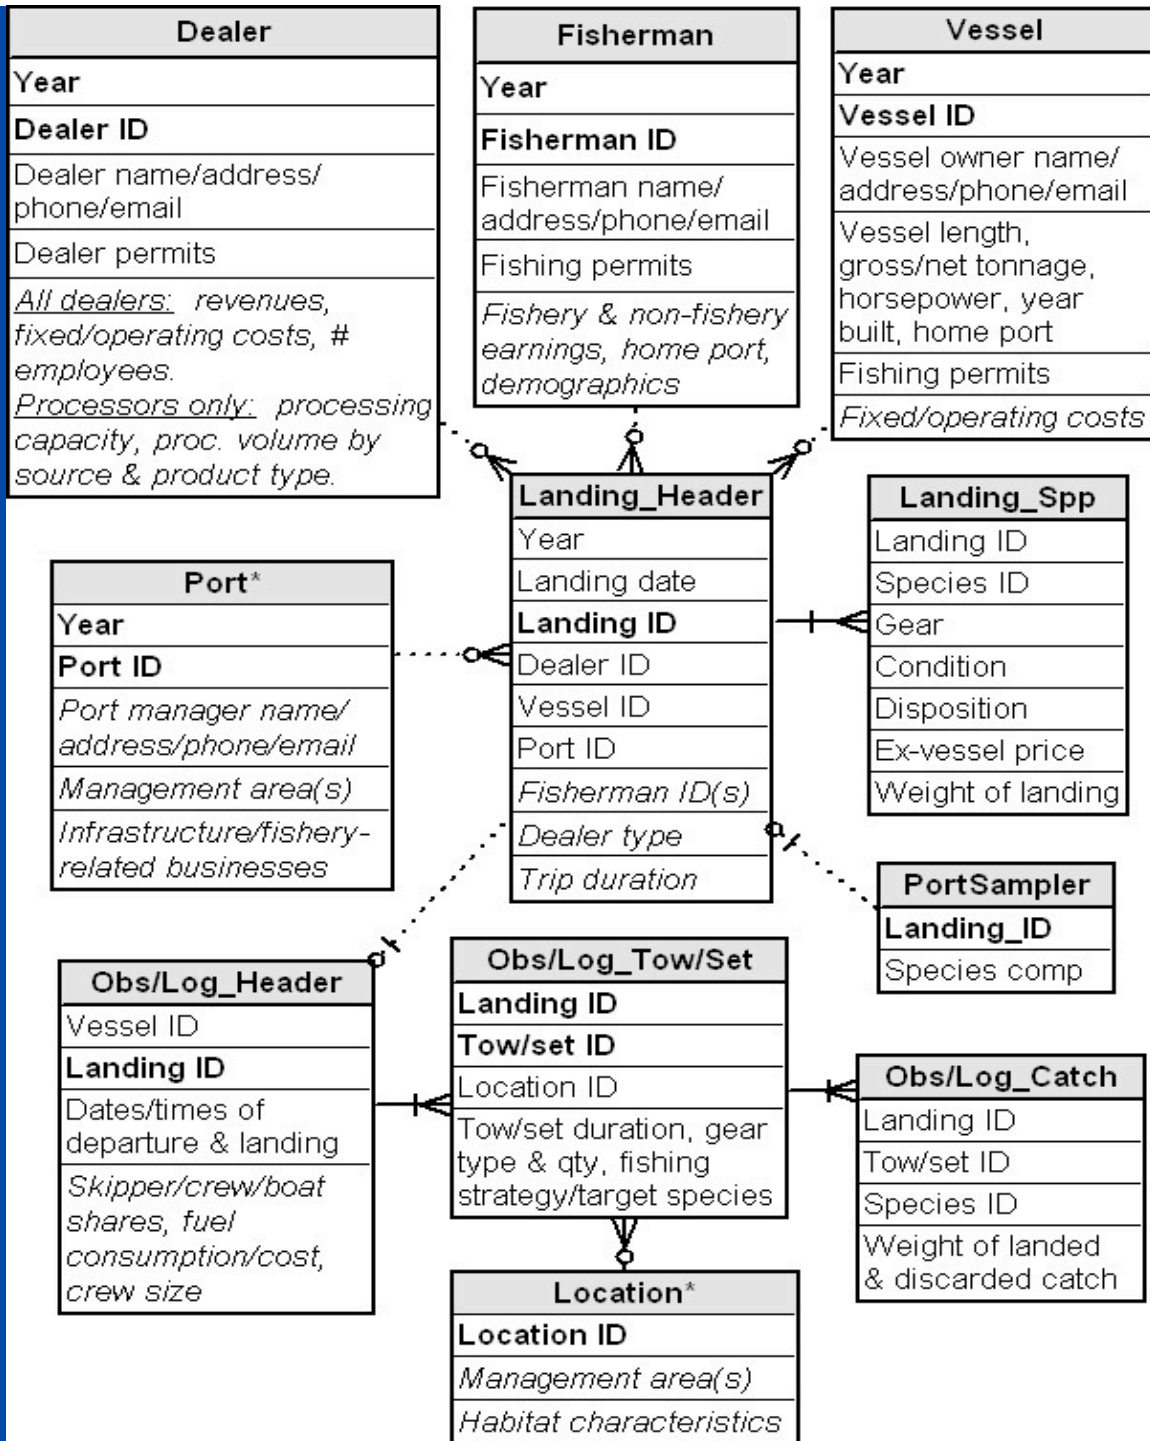 Dealer
Year
Dealer ID
Dealer name/address/
phone/email
Dealer permits
All dealers: revenues,
fixed/operating costs, #
employees.
Processors only: processing
capacity, proc. volume by
source & product type.
Fisherman
Year
Fisherman ID
Fisherman name/
address/phone/email
Fishing permits
Fishery & non-fishery
earnings, home port,
demographics
Vessel
Year
Vessel ID
Vessel owner name/
address/phone/email
Vessel length,
gross/net tonnage,
horsepower, year
built, home port
Fishing permits
Fixed/operating costs
Port*
Year
Port ID
Port manager name/
address/phone/email
Management area(s)
Infrastructure/fishery-
related businesses
Landing_Header
Year
Landing date
Landing ID
Dealer ID
Vessel ID
Port ID
Fisherman ID(s)
Dealer type
Trip duration
Landing_Spp
Landing ID
Species ID
Gear
Condition
Disposition
Ex-vessel price
Weight of landing
PortSampler
Landing_ID
Species comp
Obs/Log_Header
Vessel ID
Landing ID
Dates/times of
departure & landing
Skipper/crew/boat
shares, fuel
consumption/cost,
crew size
Obs/Log_Tow/Set
Landing ID
Tow/set ID
Location ID
Tow/set duration, gear
type & qty, fishing
strategy/target species
Obs/Log_Catch
Landing ID
Tow/set ID
Species ID
Weight of landed
& discarded catch
Location*
Location ID
Management area(s)
Habitat characteristics